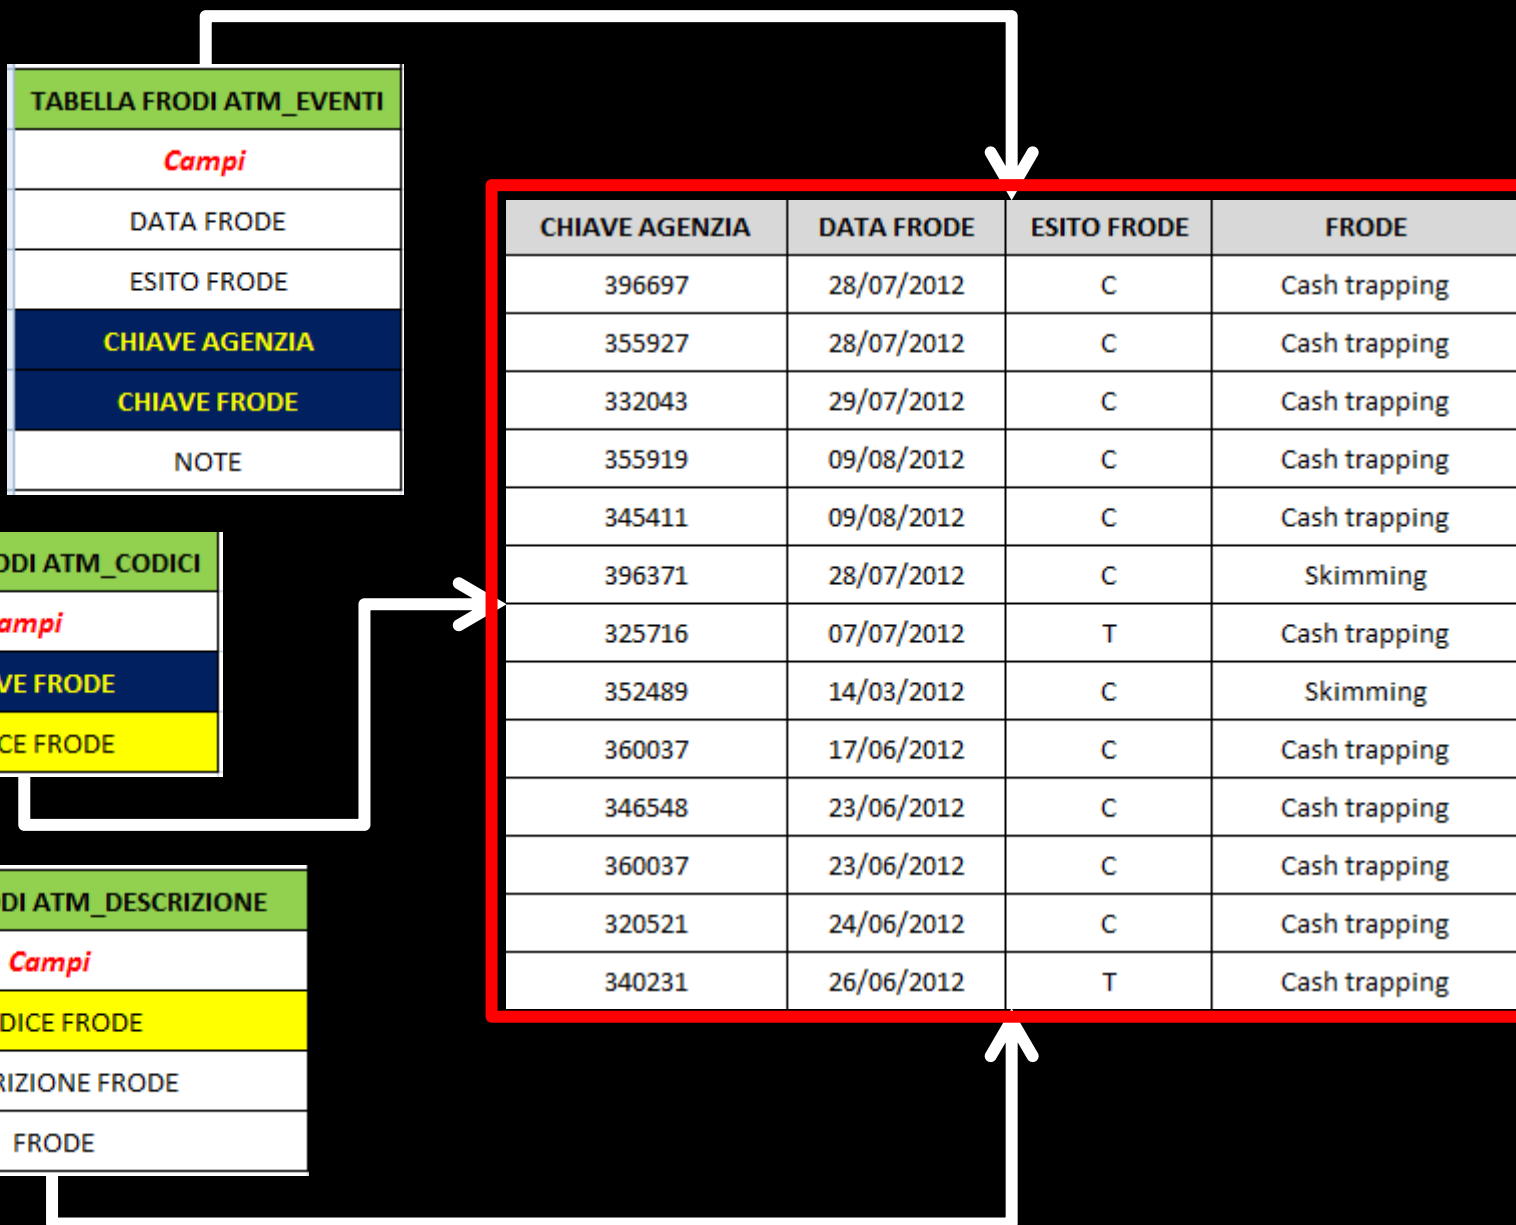 TABELLA FRODI ATM_EVENTI
Campi
DATA FRODE
ESITO FRODE
CHIAVE AGENZIA
CHIAVE FRODE
NOTE
ODI ATM_CODICI
ampi
VE FRODE
CE FRODE
DI ATM_DESCRIZIONE
Campi
DICE FRODE
RIZIONE FRODE
FRODE
CHIAVE AGENZIA DATA FRODE ESITO FRODE FRODE
396697 28/07/2012 C Cash trapping
355927 28/07/2012 C Cash trapping
332043 29/07/2012 C Cash trapping
355919 09/08/2012 C Cash trapping
345411 09/08/2012 C Cash trapping
396371 28/07/2012 C Skimming
325716 07/07/2012 T Cash trapping
352489 14/03/2012 C Skimming
360037 17/06/2012 C Cash trapping
346548 23/06/2012 C Cash trapping
360037 23/06/2012 C Cash trapping
320521 24/06/2012 C Cash trapping
340231 26/06/2012 T Cash trapping